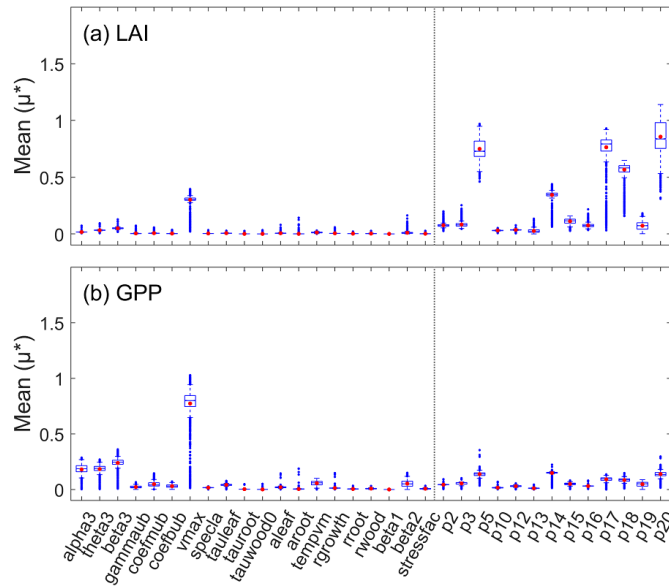 (a) LAI
Mean (μ*)
1.5
1
0.5
0
(b) GPP
Mean (μ*)
1.5
1
0.5
0
alpha3
theta3
beta3
gammaub
coefmub
coefbub
vmax
specla
tauleaf
tauroot
tauwood0
aleaf
aroot
tempvm
rgrowth
rroot
rwood
beta1
beta2
stressfac
p2
p3
p5
p10
p12
p13
p14
p15
p16
p17
p18
p19
p20